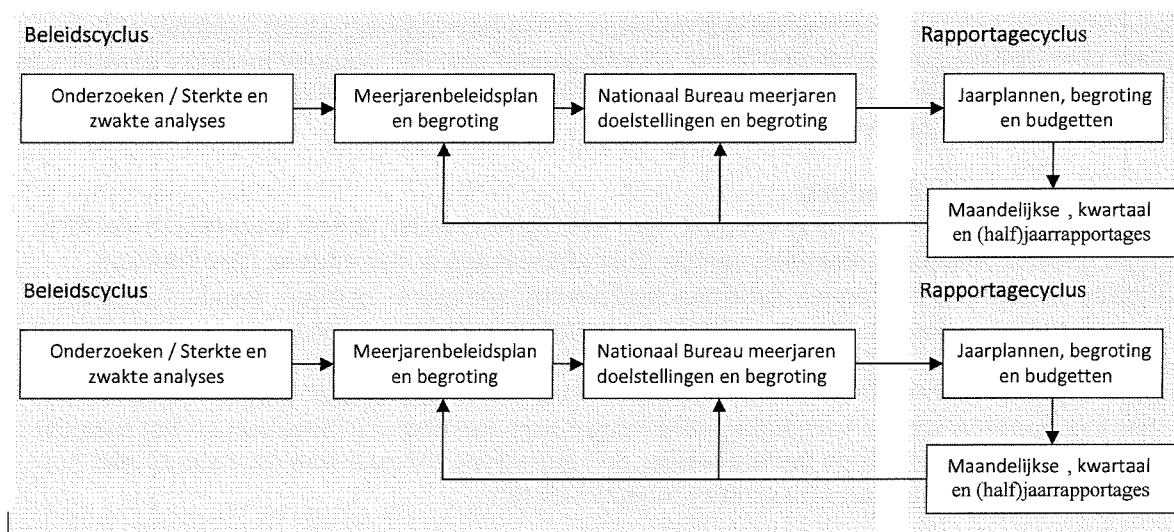 Beleidscyclus
Rapportagecyclus
Onderzoeken / Sterkte en
zwakte analyses
Meerjarenbeleidsplan
en begroting
Nationaal Bureau meerjaren
doelstellingen en begroting
Jaarplannen, begroting
en budgetten
Maandelijkse , kwartaal
en (half)jaarrapportages
Beleidscyclus
Rapportagecyclus
Onderzoeken / Sterkte en
zwakte analyses
Meerjarenbeleidsplan
en begroting
Nationaal Bureau meerjaren
doelstellingen en begroting
Jaarplannen, begroting
en budgetten
Maandelijkse , kwartaal
en (half)jaarrapportages